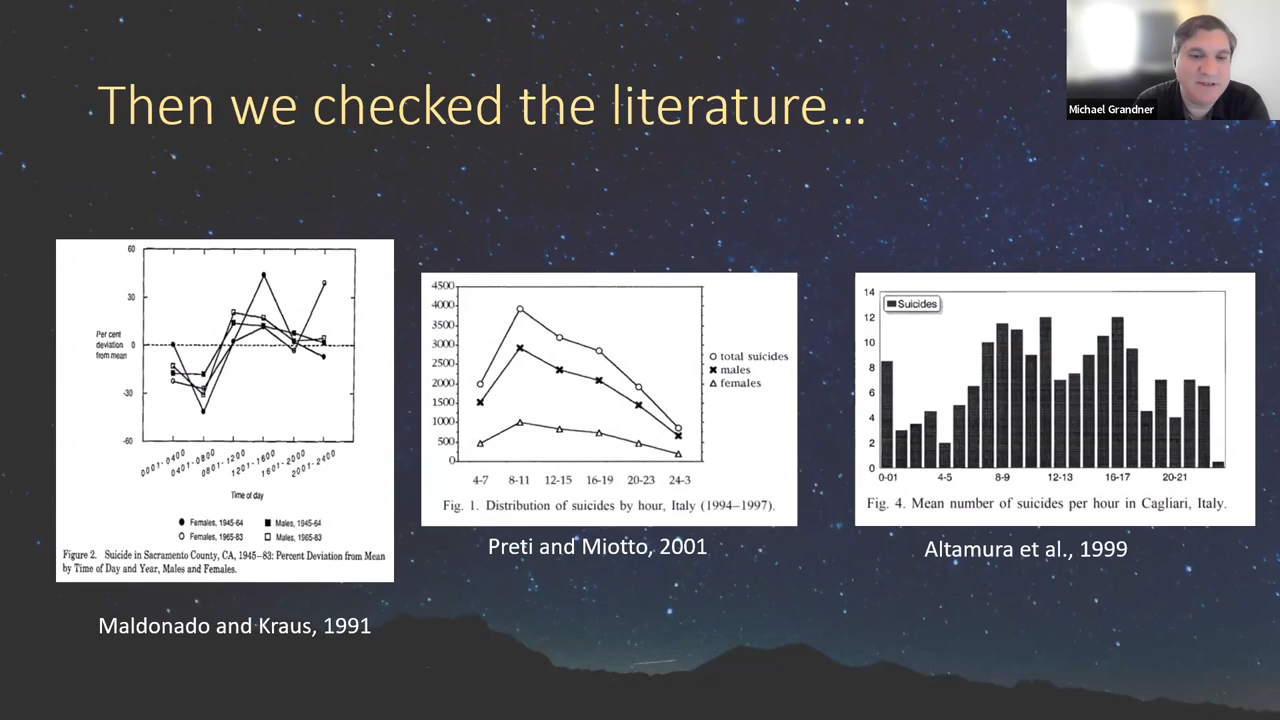 Then we checked the literature...
Michael Grandner
60
30
0
-30
-60
Per cent
deviation
from mean
0001-0400
0401-0800
0801-1200
1201-1600
1601-2000
2001-2400
Time of day
Females, 1945-64
Males, 1945-64
Females, 1965-83
Males, 1965-83
Figure 2. Suicide in Sacramento County, CA, 1945–83: Percent Deviation from Mean
by Time of Day and Year, Males and Females.
Maldonado and Kraus, 1991
4500
4000
3500
3000
2500
2000
1500
1000
500
0
4-7 8-11 12-15 16-19 20-23 24-3
total suicides
males
females
Fig. 1. Distribution of suicides by hour, Italy (1994–1997).
Preti and Miotto, 2001
14
12
10
8
6
4
2
0
Suicides
0-01 4-5 8-9 12-13 16-17 20-21
Fig. 4. Mean number of suicides per hour in Cagliari, Italy.
Altamura et al., 1999